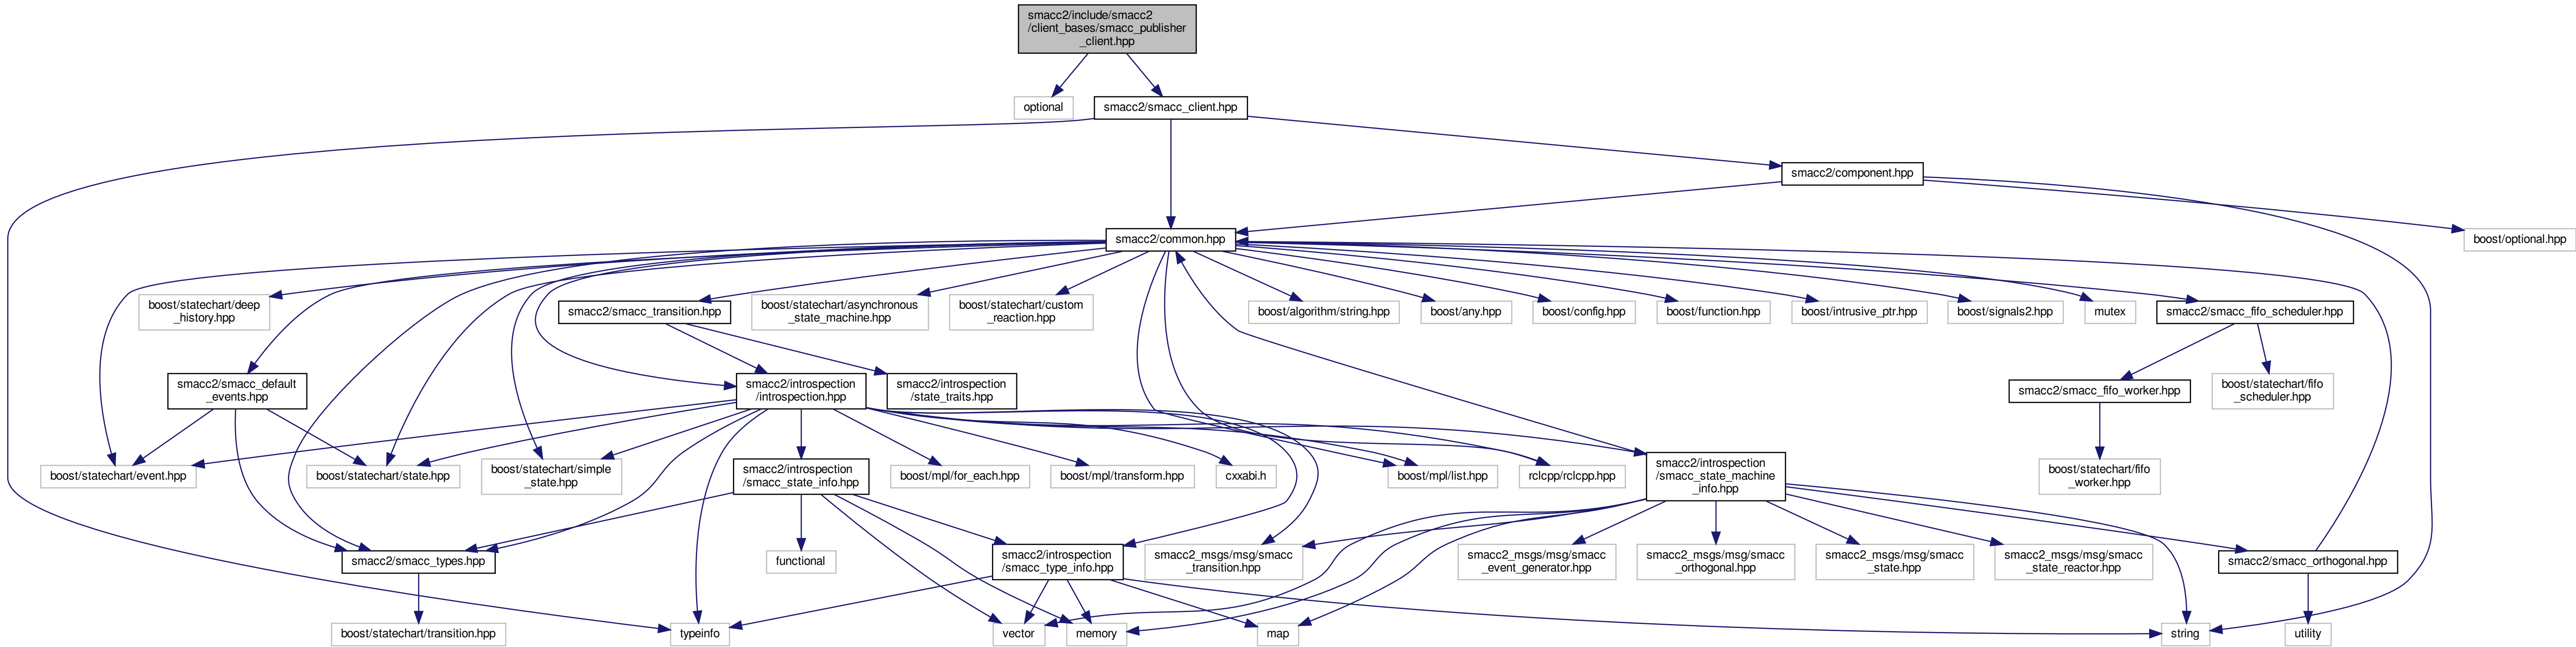 smacc2/include/smacc2
/client_bases/smacc_publisher
_client.hpp
optional
smacc2/smacc_client.hpp
smacc2/component.hpp
smacc2/common.hpp
boost/optional.hpp
boost/statechart/deep
_history.hpp
smacc2/smacc_transition.hpp
boost/statechart/asynchronous
_state_machine.hpp
boost/statechart/custom
_reaction.hpp
boost/algorithm/string.hpp
boost/any.hpp
boost/config.hpp
boost/function.hpp
boost/intrusive_ptr.hpp
boost/signals2.hpp
mutex
smacc2/smacc_fifo_scheduler.hpp
smacc2/smacc_default
_events.hpp
smacc2/introspection
/introspection.hpp
smacc2/introspection
/state_traits.hpp
smacc2/smacc_fifo_worker.hpp
boost/statechart/fifo
_scheduler.hpp
boost/statechart/event.hpp
boost/statechart/state.hpp
boost/statechart/simple
_state.hpp
smacc2/introspection
/smacc_state_info.hpp
boost/mpl/for_each.hpp
boost/mpl/transform.hpp
cxxabi.h
boost/mpl/list.hpp
rclcpp/rclcpp.hpp
smacc2/introspection
/smacc_state_machine
_info.hpp
boost/statechart/fifo
_worker.hpp
smacc2/smacc_types.hpp
functional
smacc2/introspection
/smacc_type_info.hpp
smacc2_msgs/msg/smacc
_transition.hpp
smacc2_msgs/msg/smacc
_event_generator.hpp
smacc2_msgs/msg/smacc
_orthogonal.hpp
smacc2_msgs/msg/smacc
_state.hpp
smacc2_msgs/msg/smacc
_state_reactor.hpp
smacc2/smacc_orthogonal.hpp
boost/statechart/transition.hpp
typeinfo
vector
memory
map
string
utility